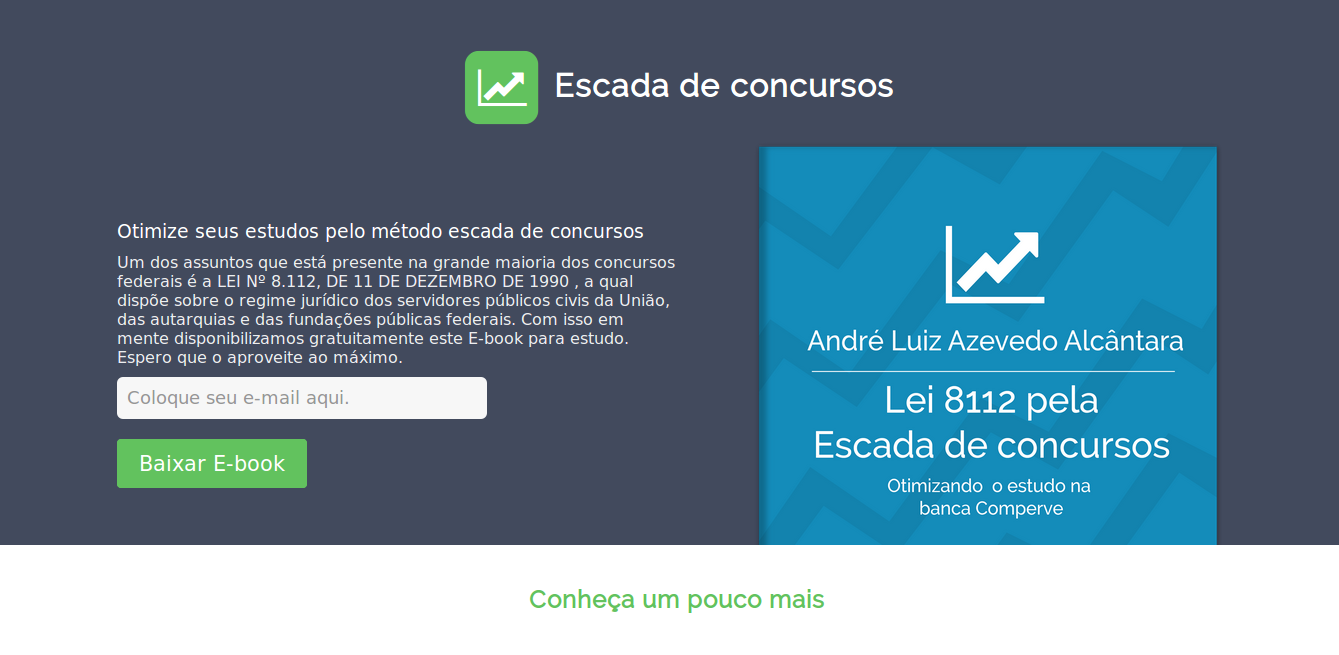 Escada de concursos
Otimize seus estudos pelo método escada de concursos
Um dos assuntos que está presente na grande maioria dos concursos
federais é a LEI Nº 8.112, DE 11 DE DEZEMBRO DE 1990 , a qual
dispõe sobre o regime jurídico dos servidores públicos civis da União,
das autarquias e das fundações públicas federais. Com isso em
mente disponibilizamos gratuitamente este E-book para estudo.
Espero que o aproveite ao máximo.
Coloque seu e-mail aqui.
Baixar E-book
André Luiz Azevedo Alcântara
Lei 8112 pela
Escada de concursos
Otimizando o estudo na
banca Comperve
Conheça um pouco mais